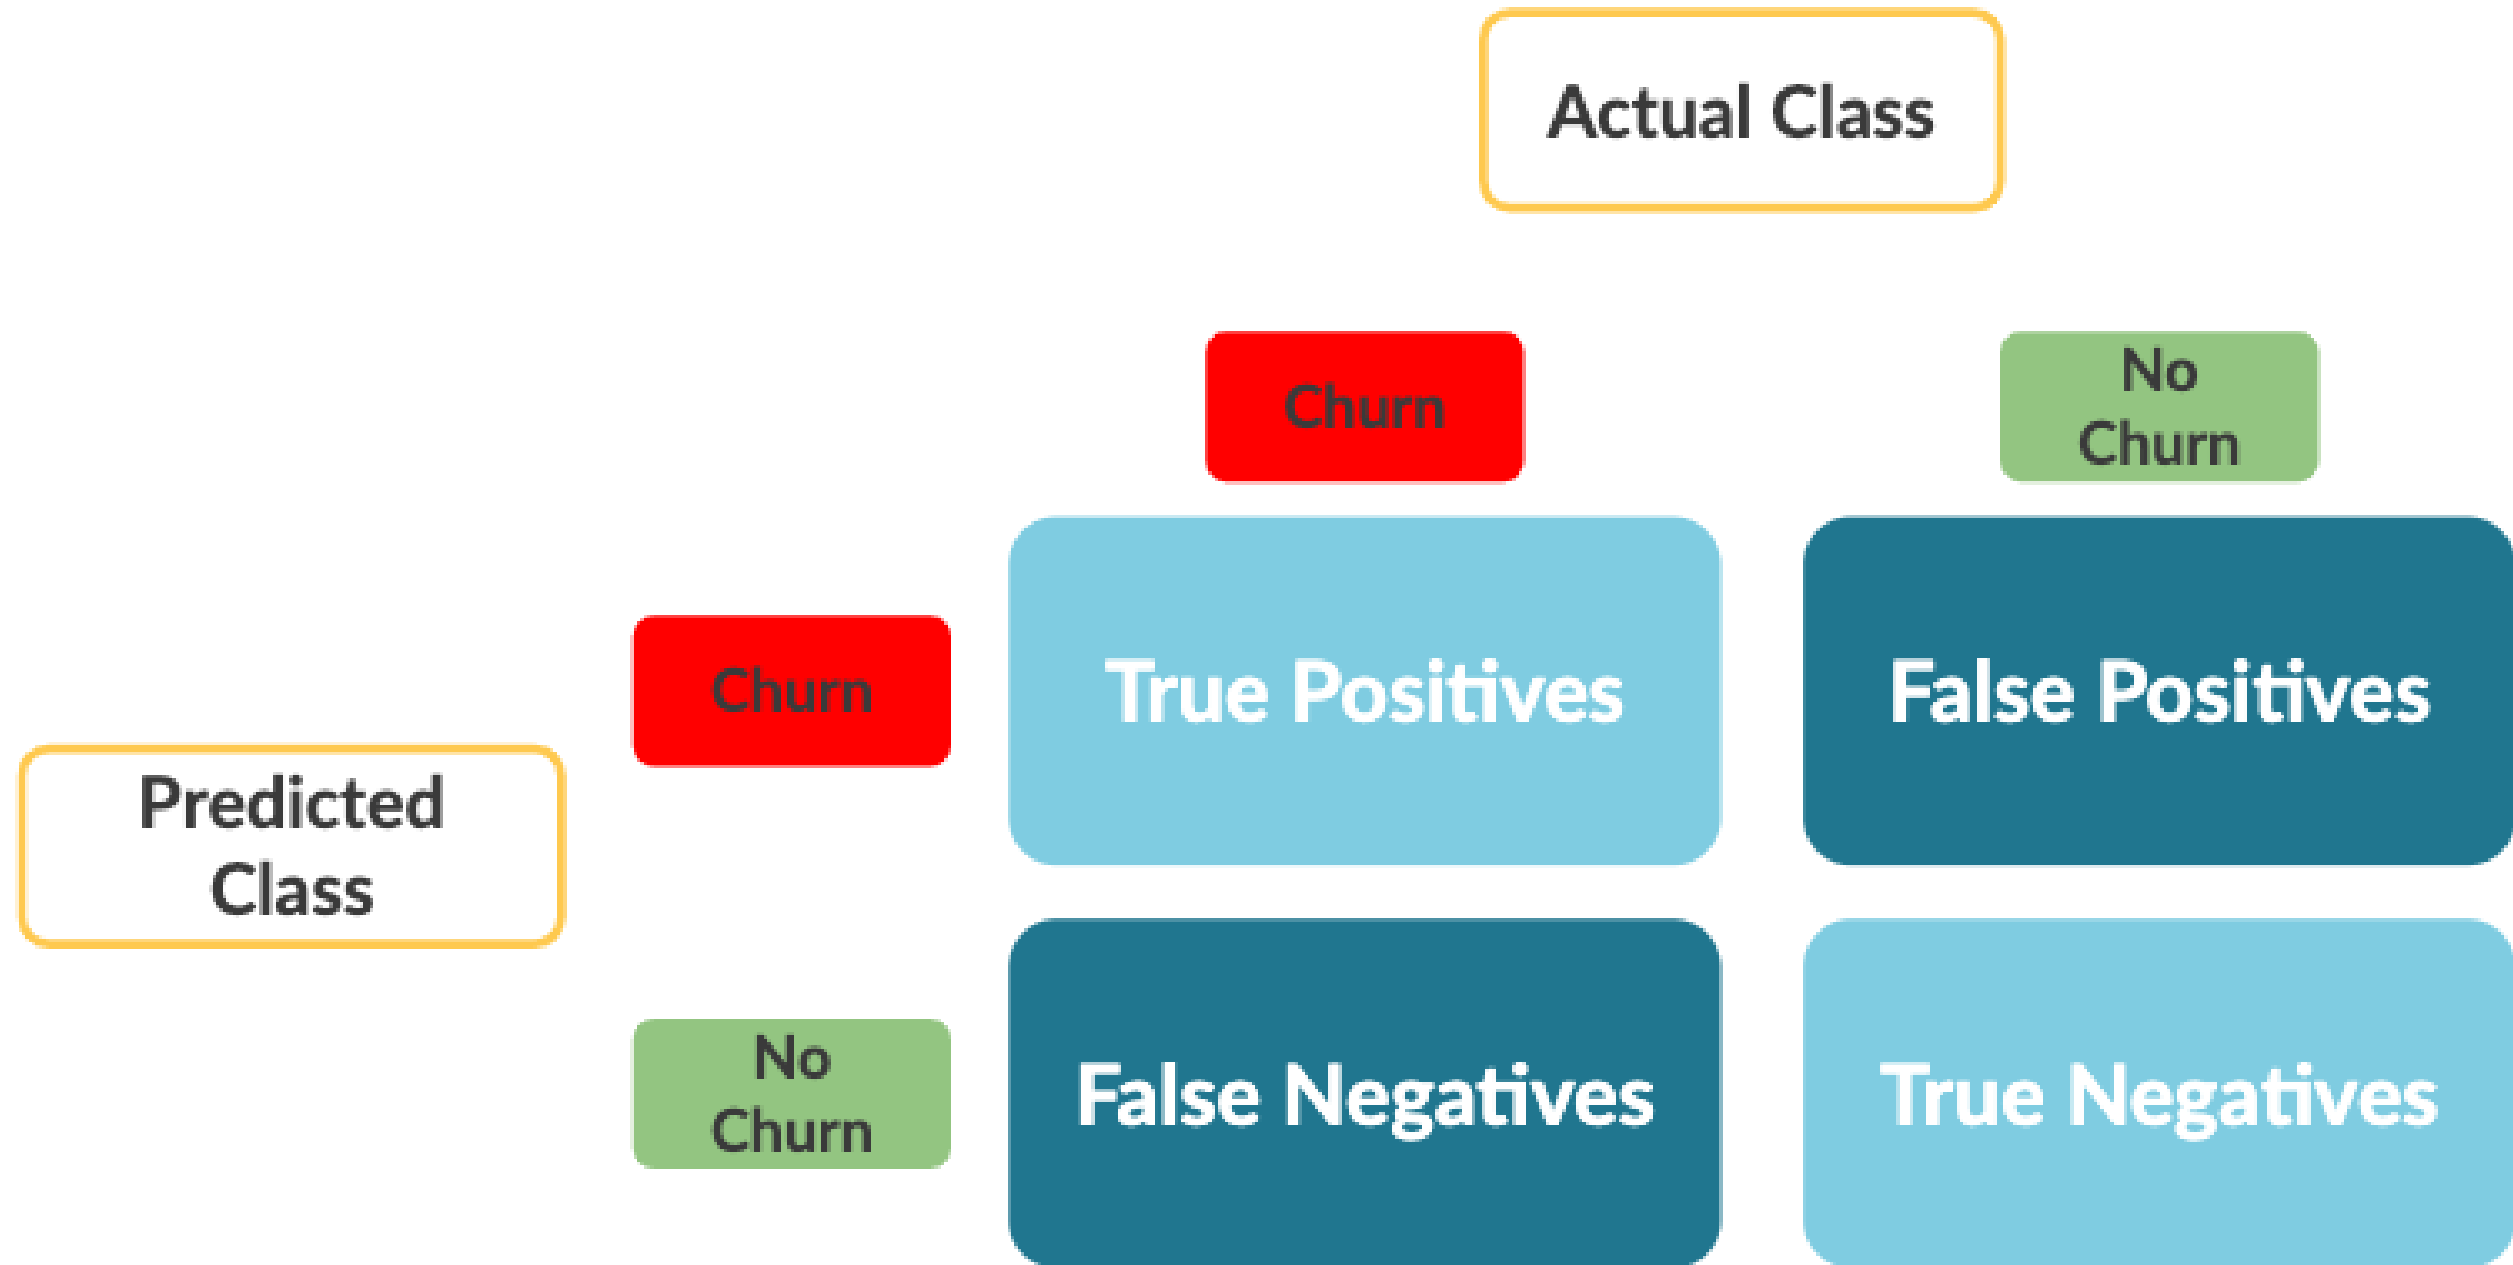 Actual Class
Churn
No
Churn
Churn
True Positives
False Positives
Predicted
Class
No
Churn
False Negatives
True Negatives